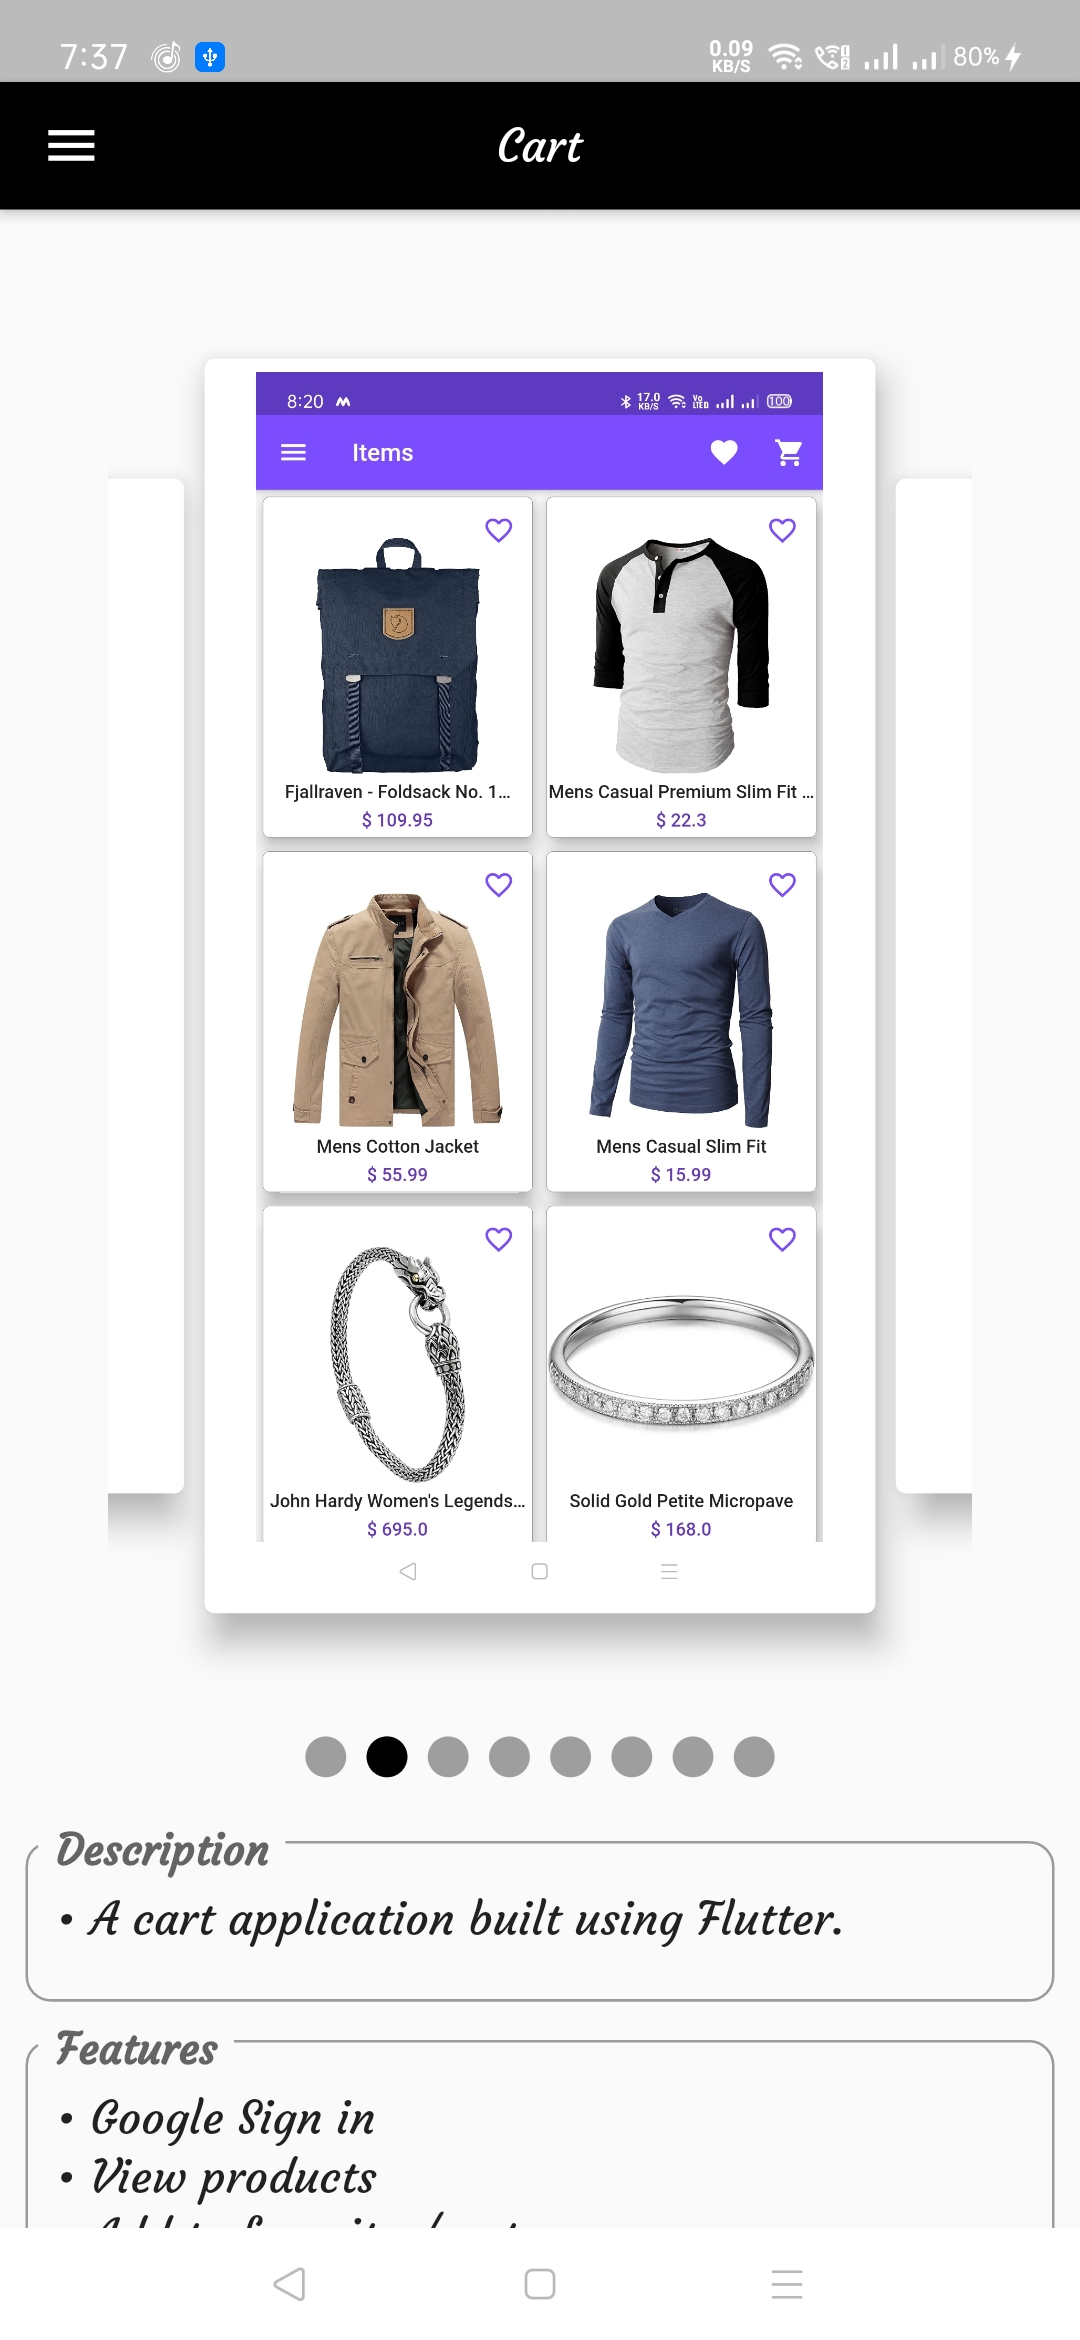 7:37 0.09 KB/S 80%
Cart
8:20 17.0 KB/S Vo LTE 100
Items
Fjallraven - Foldsack No. 1... Mens Casual Premium Slim Fit ...
$ 109.95 $ 22.3
Mens Cotton Jacket Mens Casual Slim Fit
$ 55.99 $ 15.99
John Hardy Women's Legends... Solid Gold Petite Micropave
$ 695.0 $ 168.0
Description
• A cart application built using Flutter.
Features
• Google Sign in
• View products